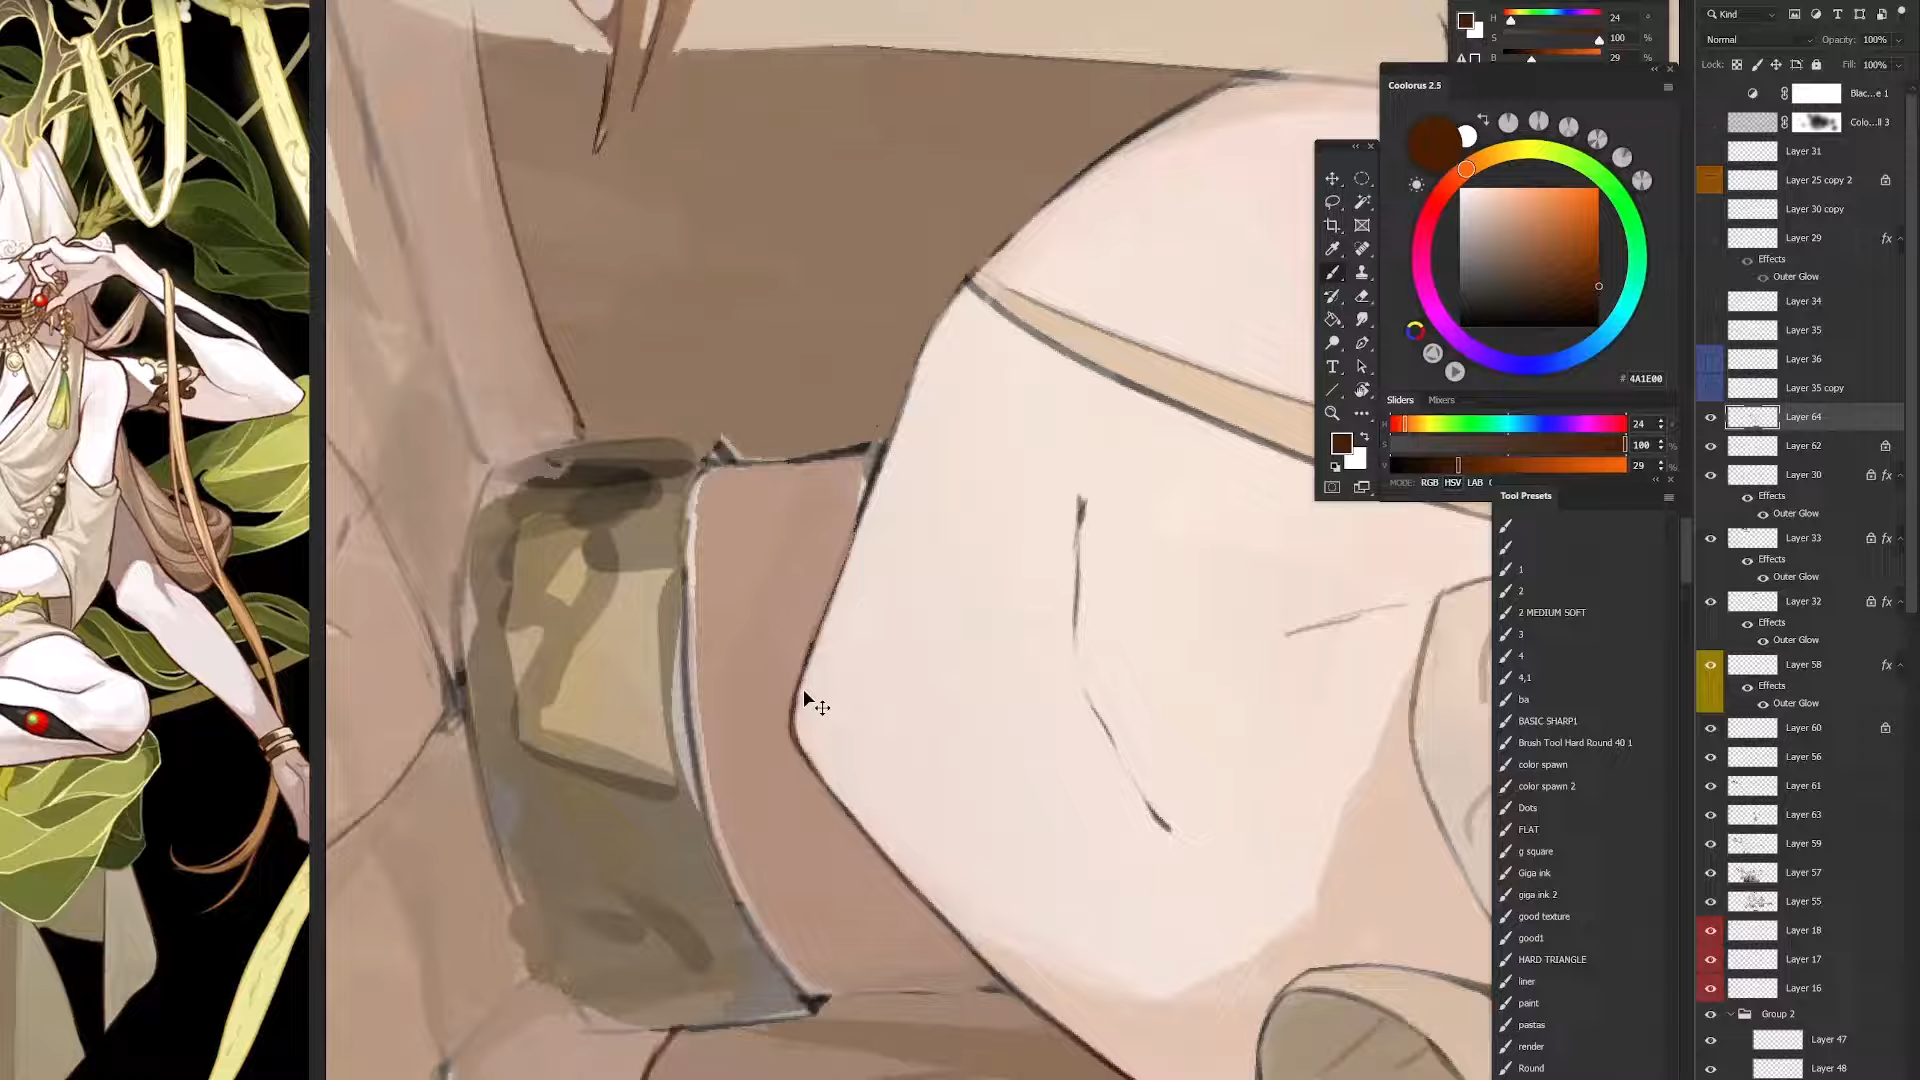 H 24 °
S 100 %
B 29 %
Coolorus 2.5
# 4A1E00
Sliders Mixers
H 24 °
S 100 %
V 29 %
MODE: RGB HSV LAB
Tool Presets
1
2
2 MEDIUM SOFT
3
4
4,1
ba
BASIC SHARP1
Brush Tool Hard Round 40 1
color spawn
color spawn 2
Dots
FLAT
g square
Giga ink
giga ink 2
good texture
good1
HARD TRIANGLE
liner
paint
pastas
render
Round
Kind
Normal Opacity: 100%
Lock: Fill: 100%
Blac...e 1
Colo...ll 3
Layer 31
Layer 25 copy 2
Layer 30 copy
Layer 29 fx
Effects
Outer Glow
Layer 34
Layer 35
Layer 36
Layer 35 copy
Layer 64
Layer 62
Layer 30 fx
Effects
Outer Glow
Layer 33 fx
Effects
Outer Glow
Layer 32 fx
Effects
Outer Glow
Layer 58 fx
Effects
Outer Glow
Layer 60
Layer 56
Layer 61
Layer 63
Layer 59
Layer 57
Layer 55
Layer 18
Layer 17
Layer 16
Group 2
Layer 47
Layer 48